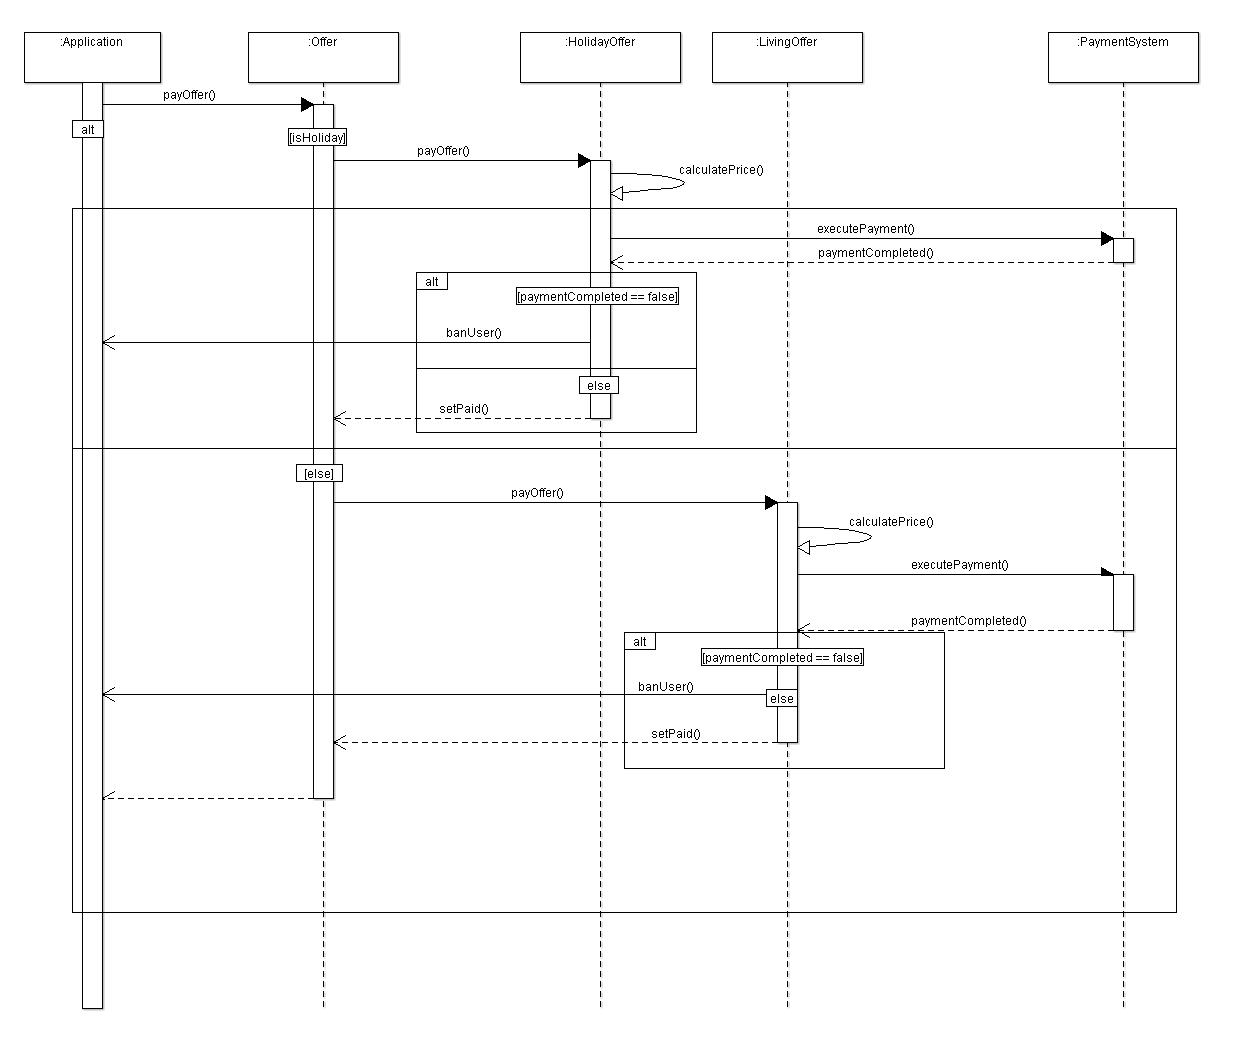 :Application
:Offer
:HolidayOffer
:LivingOffer
:PaymentSystem
payOffer()
alt
[isHoliday]
payOffer()
calculatePrice()
executePayment()
paymentCompleted()
alt
[paymentCompleted == false]
banUser()
else
setPaid()
[else]
payOffer()
calculatePrice()
executePayment()
paymentCompleted()
alt
[paymentCompleted == false]
banUser()
else
setPaid()